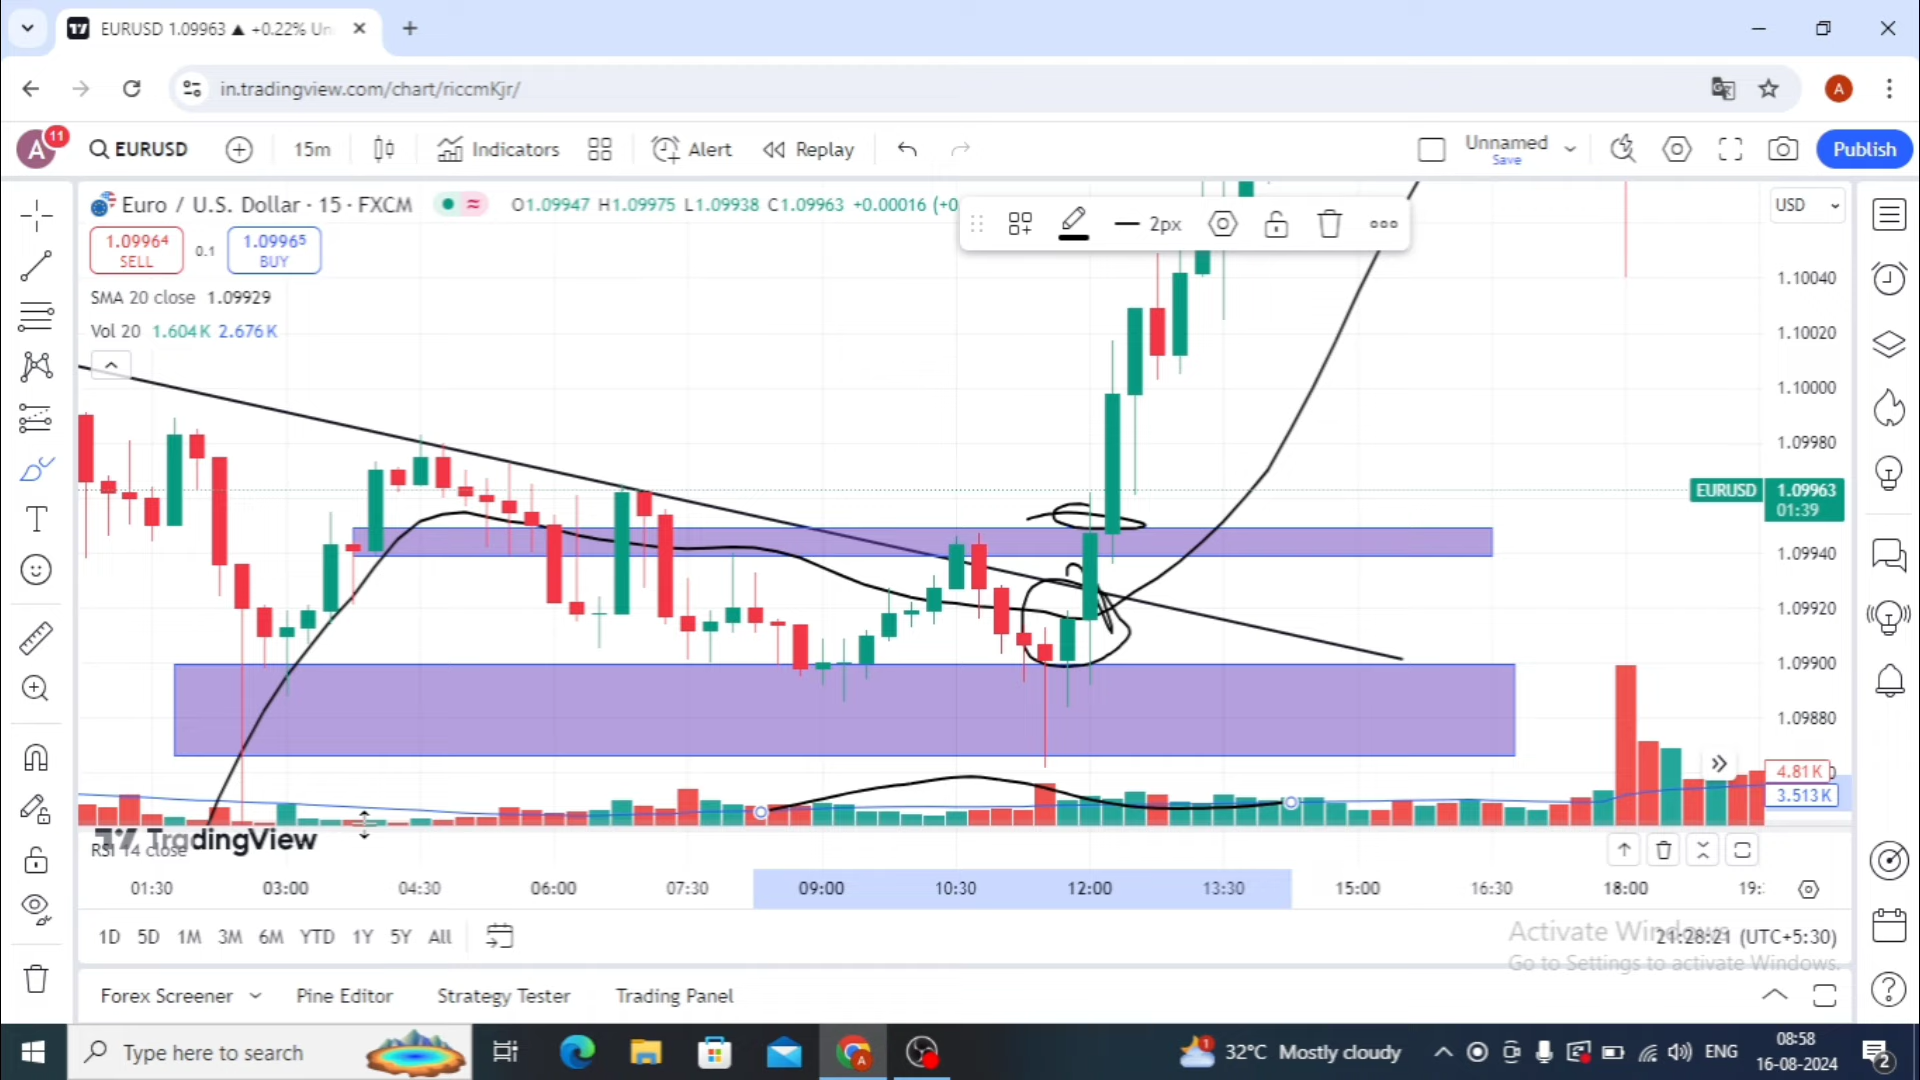 EURUSD 1.09963 ▲ +0.22% Un
in.tradingview.com/chart/riccmKjr/
A
A
11
EURUSD
15m
Indicators
Alert
Replay
Unnamed
Save
Publish
Euro / U.S. Dollar · 15 · FXCM
O1.09947 H1.09975 L1.09938 C1.09963 +0.00016 (+0
2px
USD
1.09964 SELL
0.1
1.09965 BUY
SMA 20 close 1.09929
Vol 20 1.604K 2.676K
1.10040
1.10020
1.10000
1.09980
EURUSD 1.09963
01:39
1.09940
1.09920
1.09900
1.09880
4.81K
3.513K
TradingView
RSI 14 close
01:30 03:00 04:30 06:00 07:30 09:00 10:30 12:00 13:30 15:00 16:30 18:00 19:
1D 5D 1M 3M 6M YTD 1Y 5Y All
Activate Windows
21:28:21 (UTC+5:30)
Go to Settings to activate Windows.
Forex Screener Pine Editor Strategy Tester Trading Panel
Type here to search
A
1
32°C Mostly cloudy
ENG
08:58
16-08-2024
2